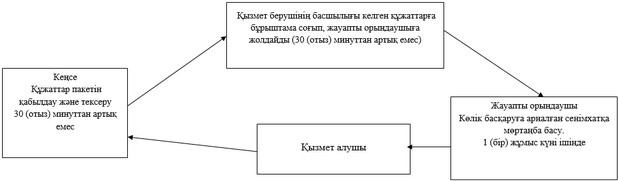 Қызмет берушінің басшылығы келген құжаттарға
бұрыштама соғып, жауапты орындаушыға
жолдайды (30 (отыз) минуттан артық емес)
Кеңсе
Құжаттар пакетін
қабылдау және тексеру
30 (отыз) минуттан артық
емес
Жауапты орындаушы
Көлік басқаруға арналған сенімхатқа
мөртаңба басу.
1 (бір) жұмыс күні ішінде
Қызмет алушы